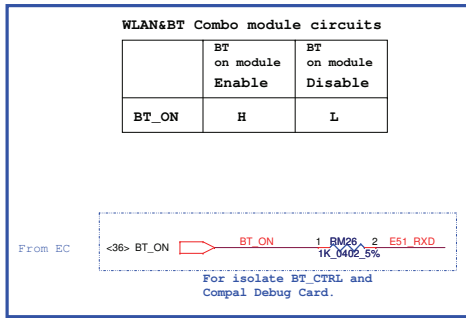 WLAN&BT Combo module circuits
BT on module Enable
BT on module Disable
BT_ON H L
From EC
<36> BT_ON
BT_ON
1 RM26 2
E51_RXD
1K_0402_5%
For isolate BT_CTRL and
Compal Debug Card.